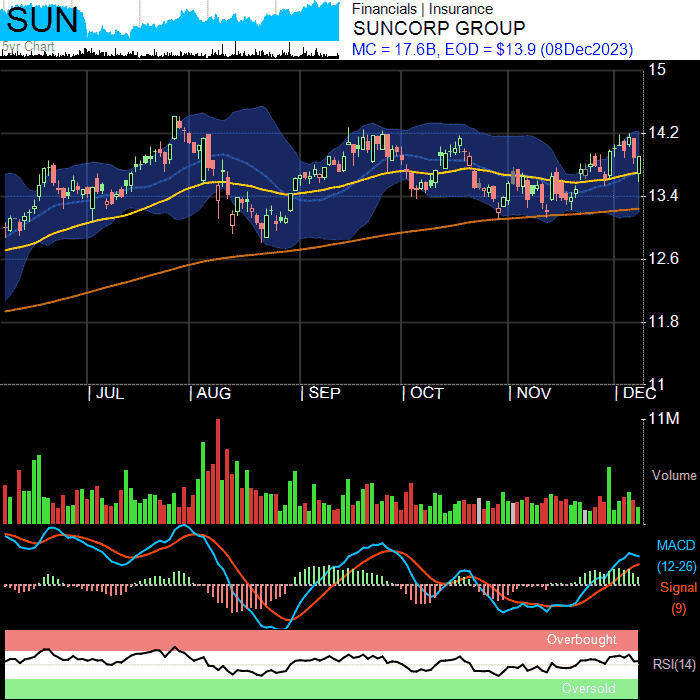 SUN
5yr Chart
Financials | Insurance
SUNCORP GROUP
MC = 17.6B, EOD = $13.9 (08Dec2023)
15
14.2
13.4
12.6
11.8
11
JUL AUG SEP OCT NOV DEC
11M
Volume
MACD
(12-26)
Signal
(9)
Overbought
RSI(14)
Oversold